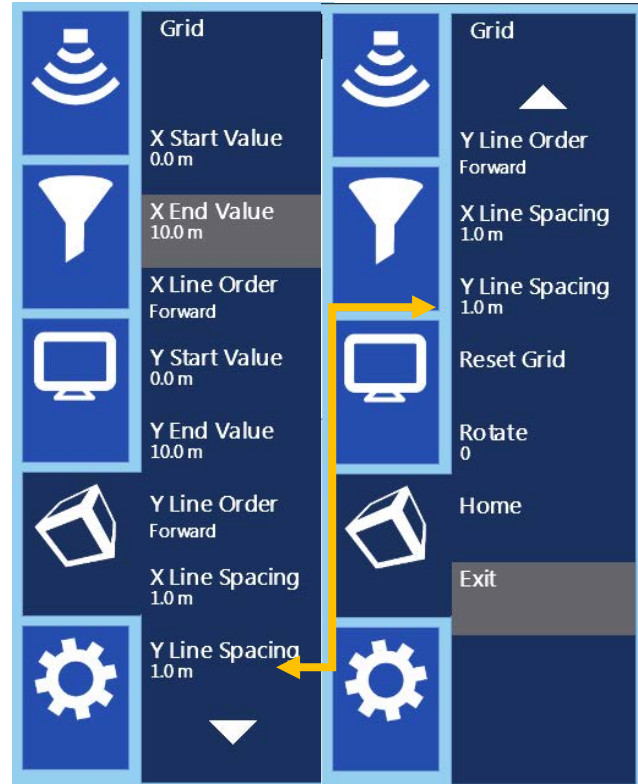 Grid
X Start Value
0.0 m
X End Value
10.0 m
X Line Order
Forward
Y Start Value
0.0 m
Y End Value
10.0 m
Y Line Order
Forward
X Line Spacing
1.0 m
Y Line Spacing
1.0 m
Grid
Y Line Order
Forward
X Line Spacing
1.0 m
Y Line Spacing
1.0 m
Reset Grid
Rotate
0
Home
Exit